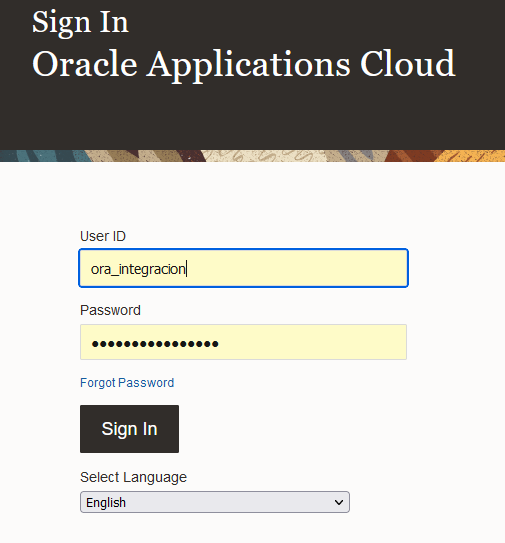 Sign In
Oracle Applications Cloud
User ID
ora_integracion
Password
••••••••••••••••
Forgot Password
Sign In
Select Language
English